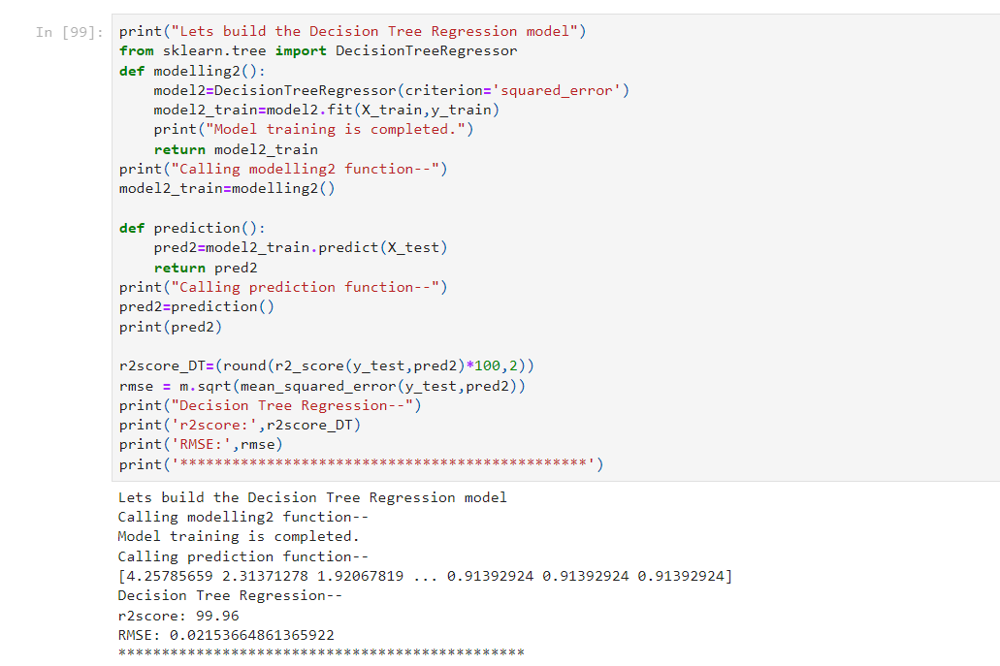 In [99]:
print("Lets build the Decision Tree Regression model")
from sklearn.tree import DecisionTreeRegressor
def modelling2():
    model2=DecisionTreeRegressor(criterion='squared_error')
    model2_train=model2.fit(X_train,y_train)
    print("Model training is completed.")
    return model2_train
print("Calling modelling2 function--")
model2_train=modelling2()

def prediction():
    pred2=model2_train.predict(X_test)
    return pred2
print("Calling prediction function--")
pred2=prediction()
print(pred2)

r2score_DT=(round(r2_score(y_test,pred2)*100,2))
rmse = m.sqrt(mean_squared_error(y_test,pred2))
print("Decision Tree Regression--")
print('r2score:',r2score_DT)
print('RMSE:',rmse)
print('***********************************************')
Lets build the Decision Tree Regression model
Calling modelling2 function--
Model training is completed.
Calling prediction function--
[4.25785659 2.31371278 1.92067819 ... 0.91392924 0.91392924 0.91392924]
Decision Tree Regression--
r2score: 99.96
RMSE: 0.02153664861365922
***********************************************